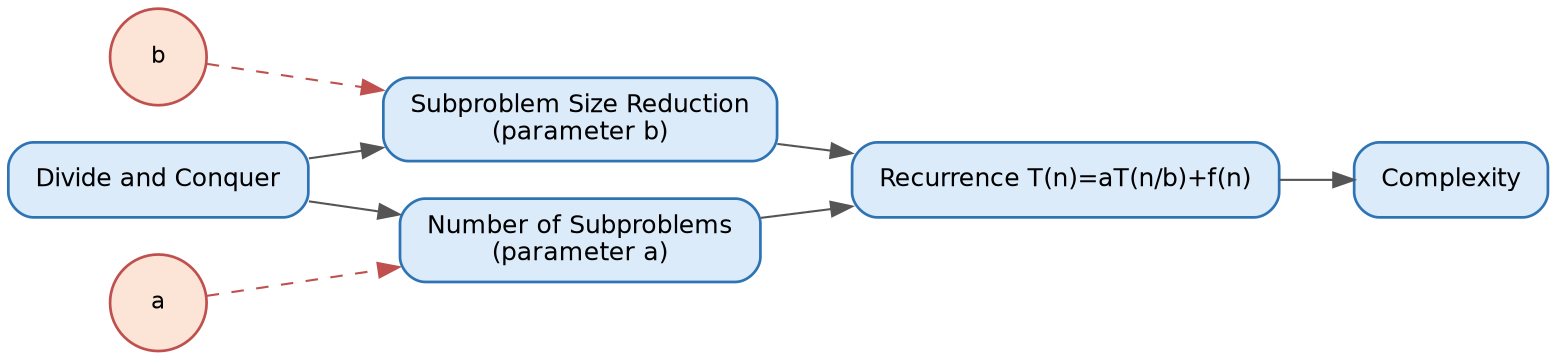 b
Subproblem Size Reduction
(parameter b)
Divide and Conquer
Recurrence T(n)=aT(n/b)+f(n)
Complexity
Number of Subproblems
(parameter a)
a